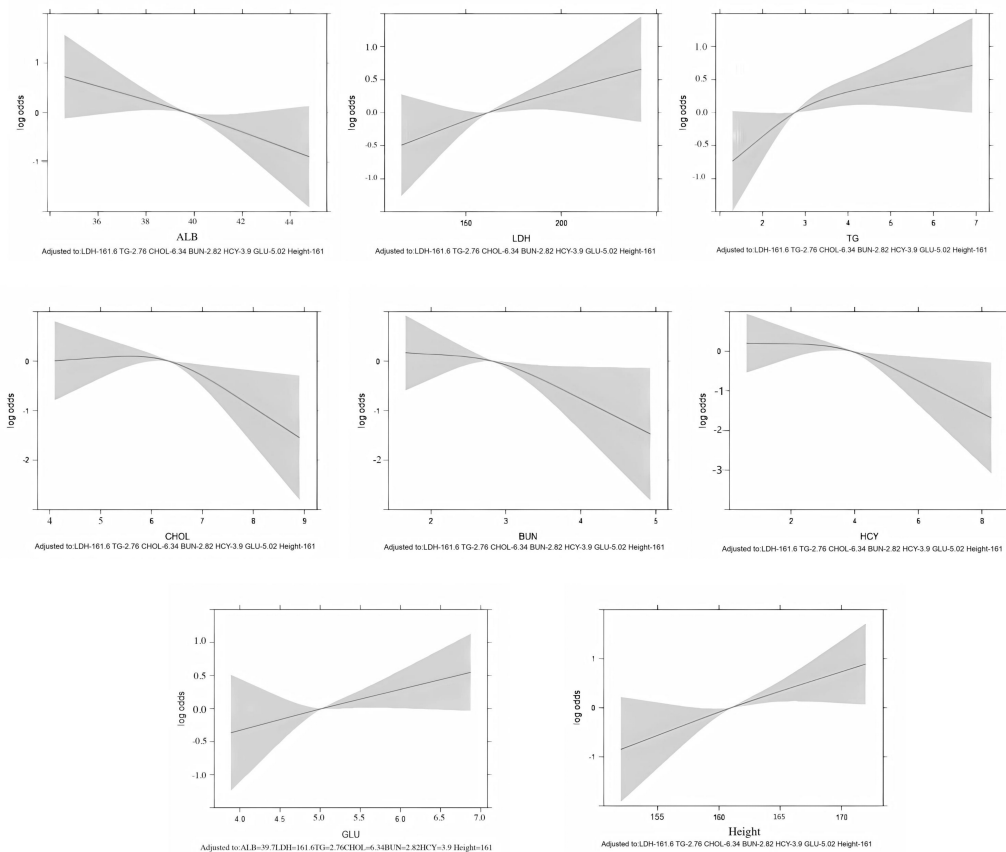 1
0
-1
log odds
36 38 40 42 44
ALB
Adjusted to:LDH-161.6 TG-2.76 CHOL-6.34 BUN-2.82 HCY-3.9 GLU-5.02 Height-161
1.0
0.5
0.0
-0.5
-1.0
log odds
150 200
LDH
Adjusted to:LDH-161.6 TG-2.76 CHOL-6.34 BUN-2.82 HCY-3.9 GLU-5.02 Height-161
1.0
0.5
0.0
-0.5
-1.0
log odds
1 2 3 4 5 6 7
TG
Adjusted to:LDH-161.6 TG-2.76 CHOL-6.34 BUN-2.82 HCY-3.9 GLU-5.02 Height-161
0
-1
-2
log odds
4 5 6 7 8 9
CHOL
Adjusted to:LDH-161.6 TG-2.76 CHOL-6.34 BUN-2.82 HCY-3.9 GLU-5.02 Height-161
0
-1
-2
log odds
2 3 4 5
BUN
Adjusted to:LDH-161.6 TG-2.76 CHOL-6.34 BUN-2.82 HCY-3.9 GLU-5.02 Height-161
0
-1
-2
-3
log odds
2 4 6 8
HCY
Adjusted to:LDH-161.6 TG-2.76 CHOL-6.34 BUN-2.82 HCY-3.9 GLU-5.02 Height-161
1.0
0.5
0.0
-0.5
-1.0
log odds
4.0 4.5 5.0 5.5 6.0 6.5 7.0
GLU
Adjusted to:ALB=39.7LDH=161.6TG=2.76CHOL=6.34BUN=2.82HCY=3.9 Height=161
1
0
-1
log odds
155 160 165 170
Height
Adjusted to:LDH-161.6 TG-2.76 CHOL-6.34 BUN-2.82 HCY-3.9 GLU-5.02 Height-161